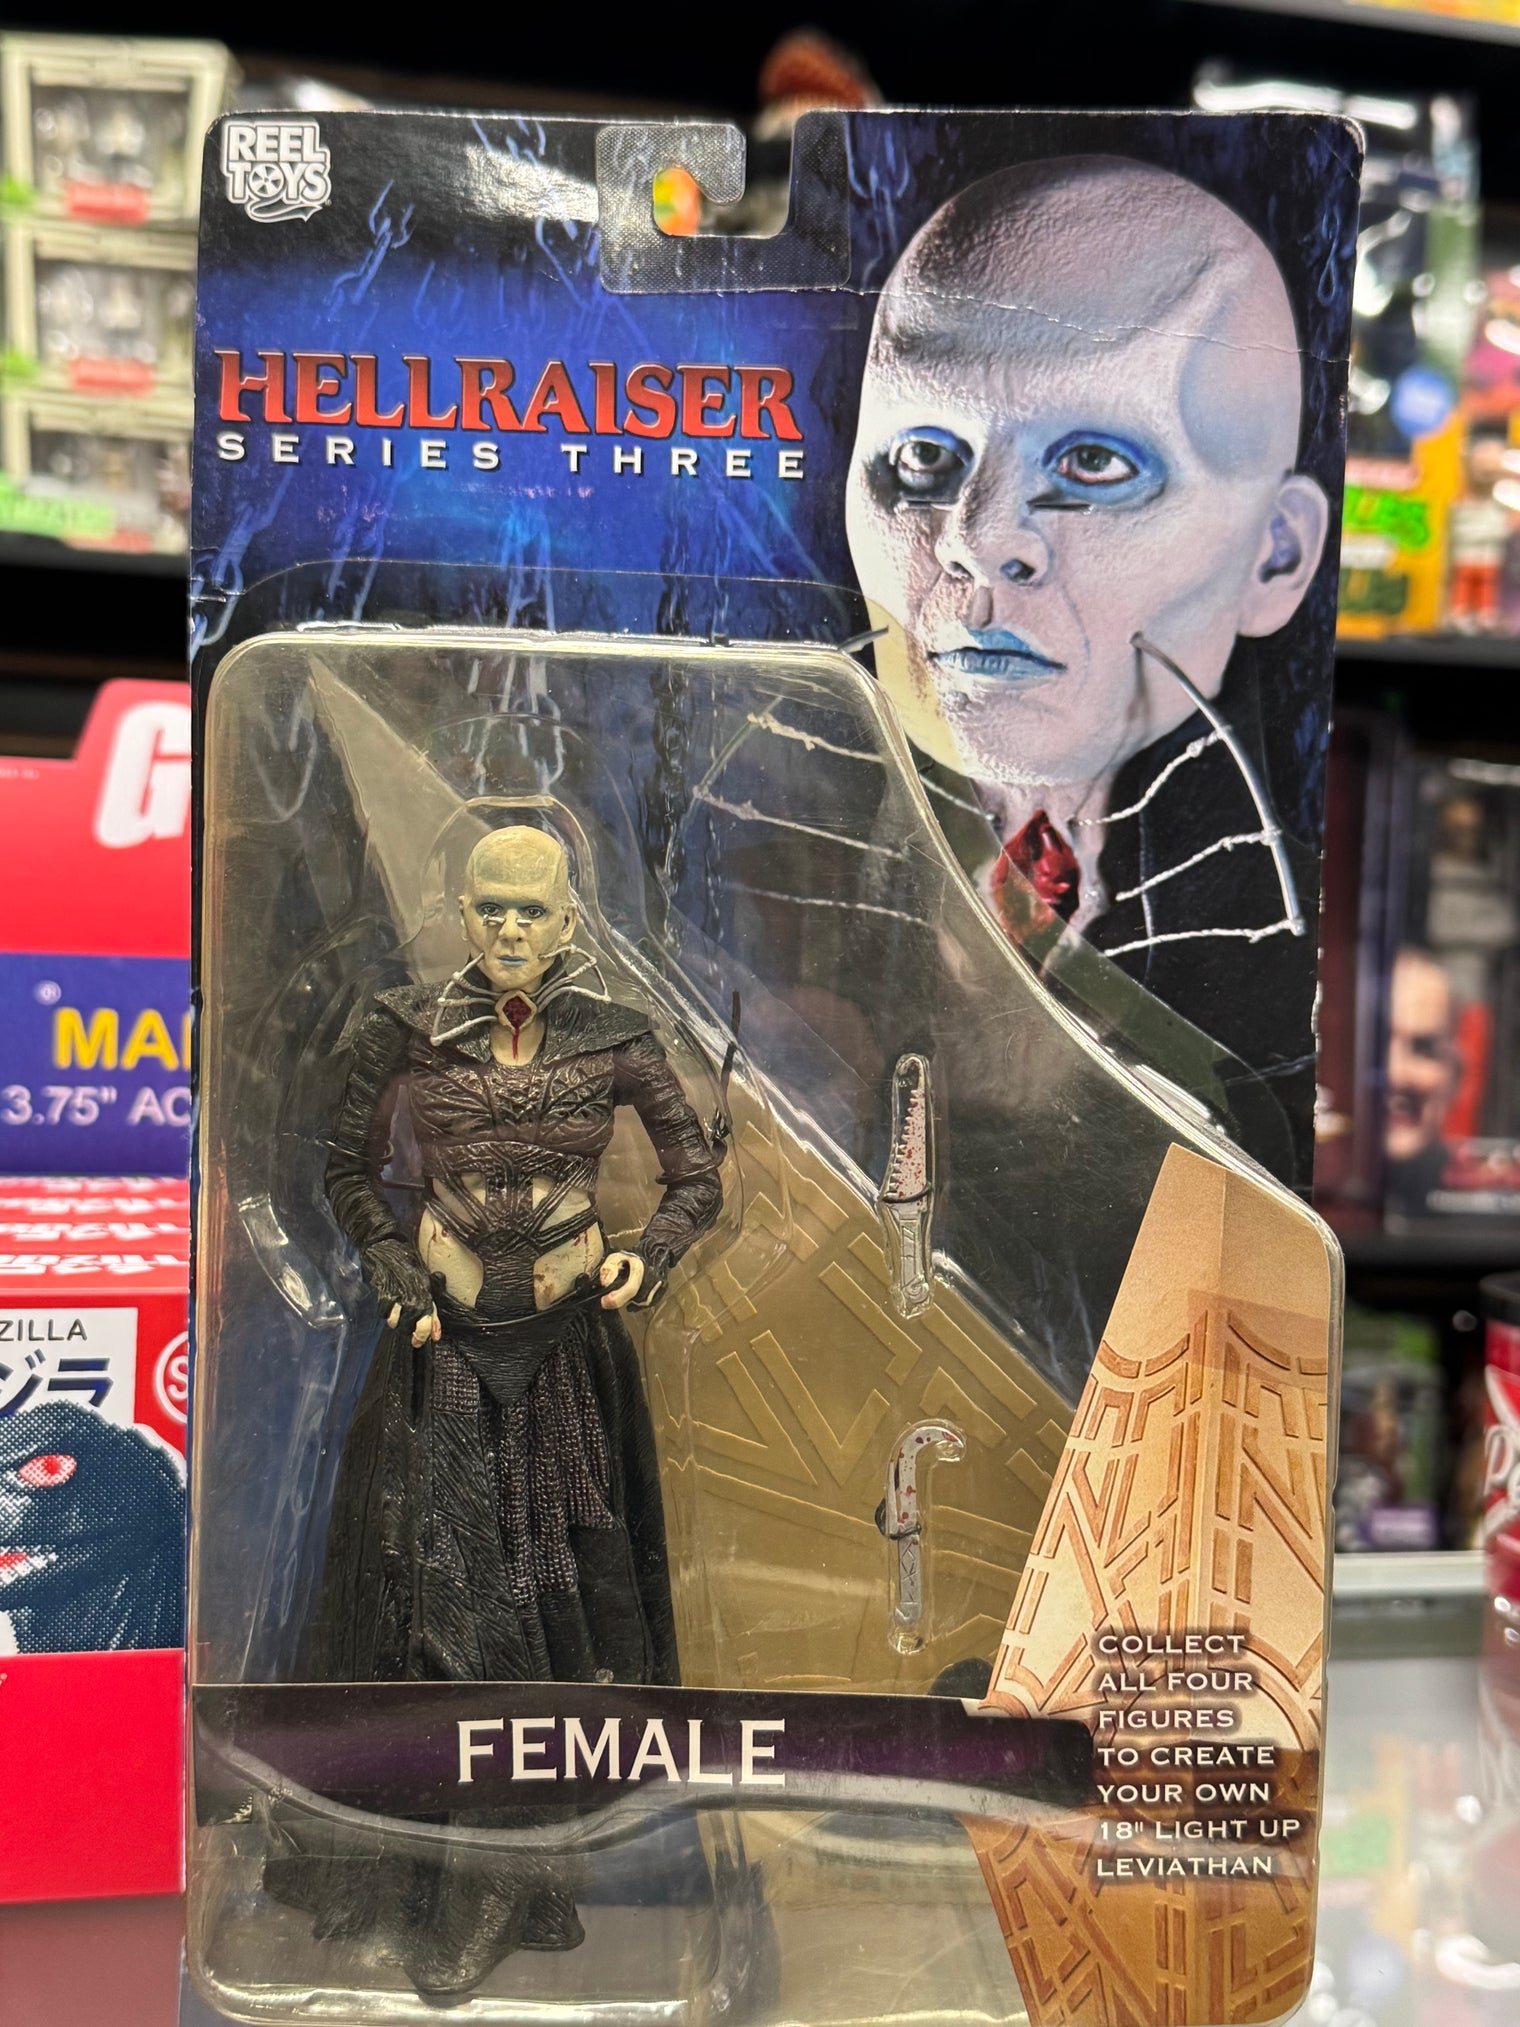 REEL
TOYS
HELLRAISER
SERIES THREE
FEMALE
COLLECT
ALL FOUR
FIGURES
TO CREATE
YOUR OWN
18" LIGHT UP
LEVIATHAN
G
MA
3.75" AC
ZILLA
ジラ
S